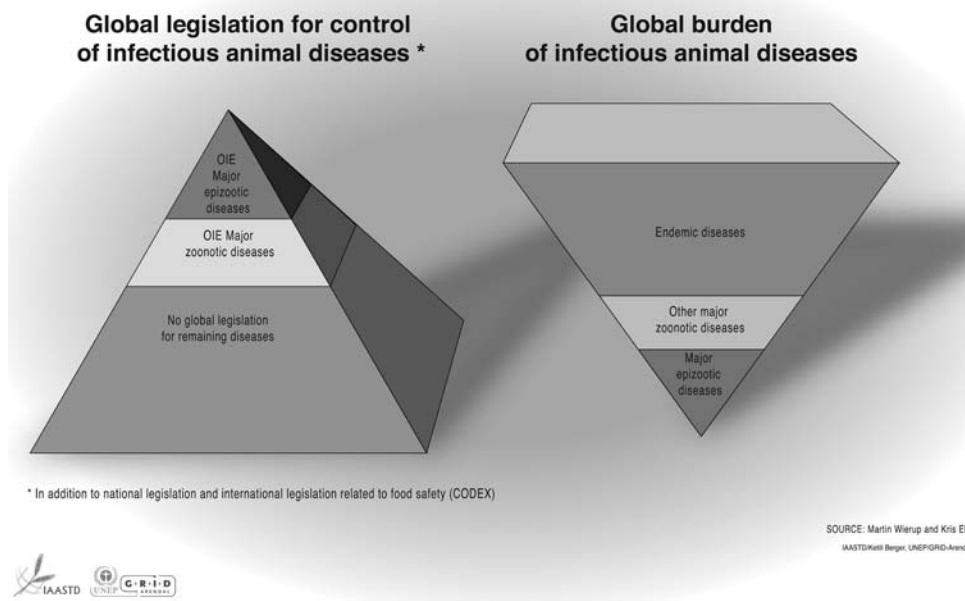 Global legislation for control
of infectious animal diseases *
Global burden
of infectious animal diseases
OIE
Major
epizootic
diseases
OIE Major
zoonotic diseases
No global legislation
for remaining diseases
Endemic diseases
Other major
zoonotic diseases
Major
epizootic
diseases
* In addition to national legislation and international legislation related to food safety (CODEX)
SOURCE: Martin Wierup and Kris
IAASTD/Ketill Berger, UNEP/GRID-Arend
IAASTD
UNEP
GRID
ARENDAL